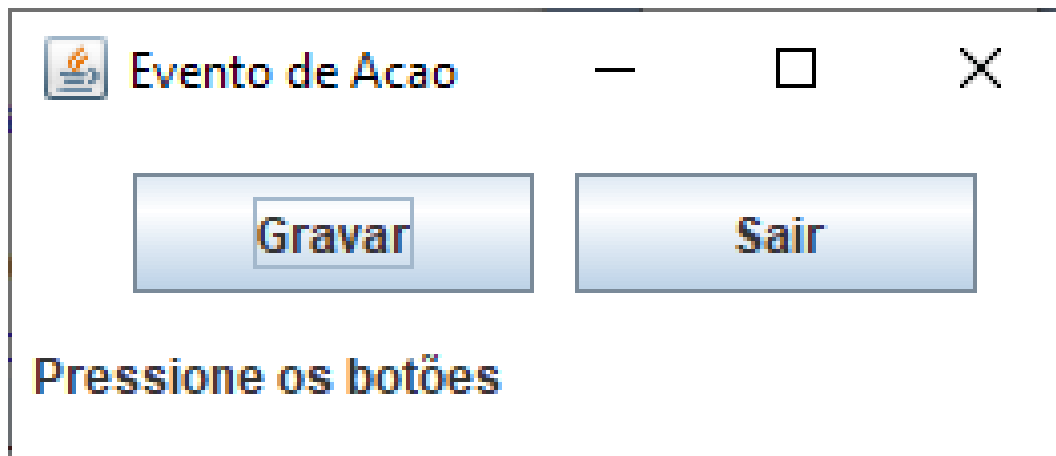 Evento de Acao
Gravar Sair
Pressione os botões